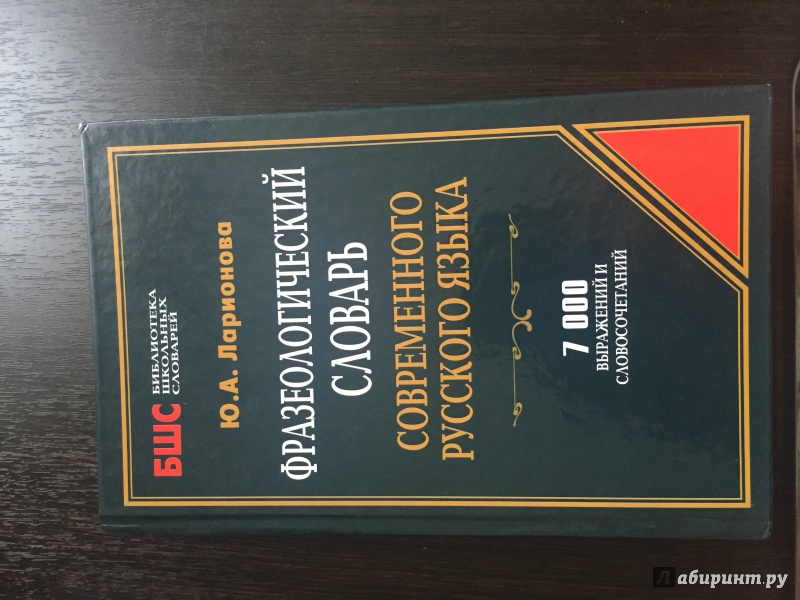 БШС
БИБЛИОТЕКА
ШКОЛЬНЫХ
СЛОВАРЕЙ
Ю.А. Ларионова
ФРАЗЕОЛОГИЧЕСКИЙ
СЛОВАРЬ
СОВРЕМЕННОГО
РУССКОГО ЯЗЫКА
7 000
ВЫРАЖЕНИЙ И
СЛОВОСОЧЕТАНИЙ
Лабиринт.ру